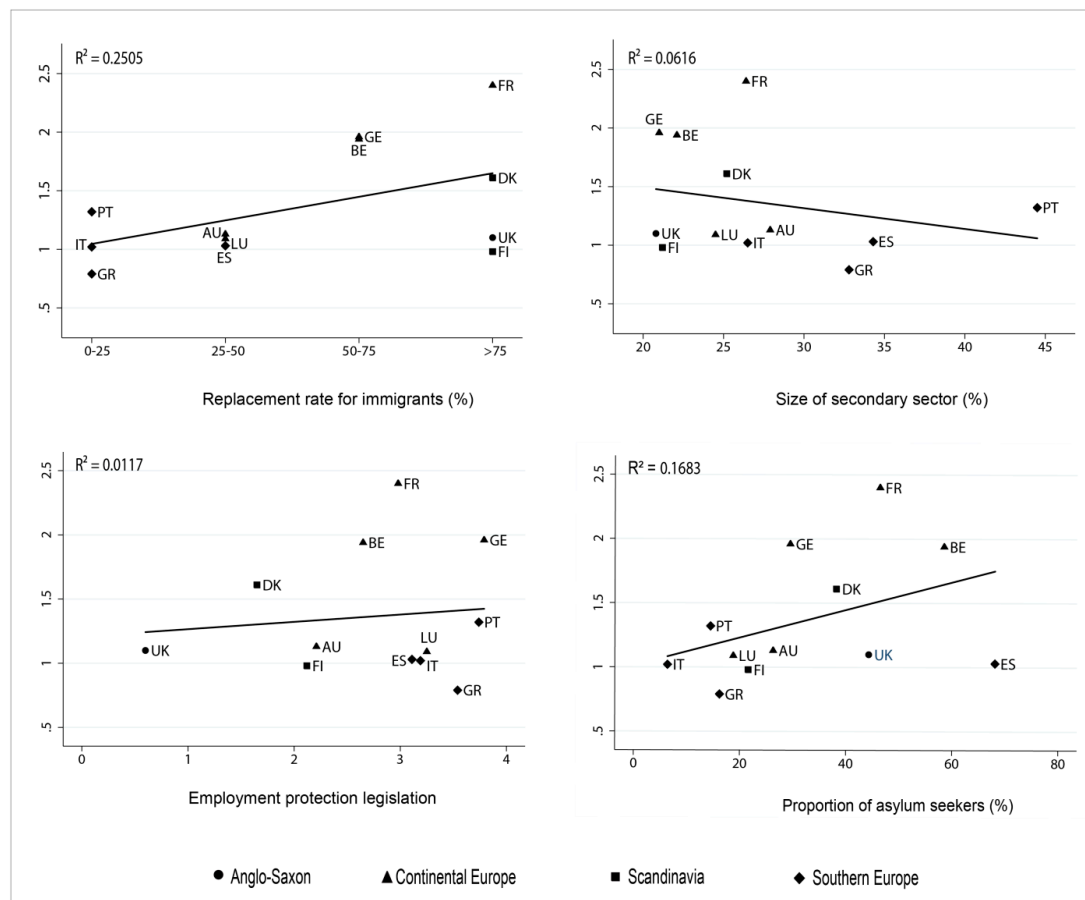 R² = 0.2505
2.5
2
1.5
1
.5
FR
GE
BE
DK
PT
AU
LU
IT
ES
UK
FI
GR
0-25 25-50 50-75 >75
Replacement rate for immigrants (%)
R² = 0.0616
2.5
2
1.5
1
.5
FR
GE
BE
DK
PT
UK
FI
LU
IT
AU
ES
GR
20 25 30 35 40 45
Size of secondary sector (%)
R² = 0.0117
2.5
2
1.5
1
.5
FR
BE
GE
DK
PT
UK
AU
LU
FI
ES
IT
GR
0 1 2 3 4
Employment protection legislation
R² = 0.1683
2.5
2
1.5
1
.5
FR
GE
BE
DK
PT
IT
LU
AU
UK
FI
ES
GR
0 20 40 60 80
Proportion of asylum seekers (%)
Anglo-Saxon Continental Europe Scandinavia Southern Europe